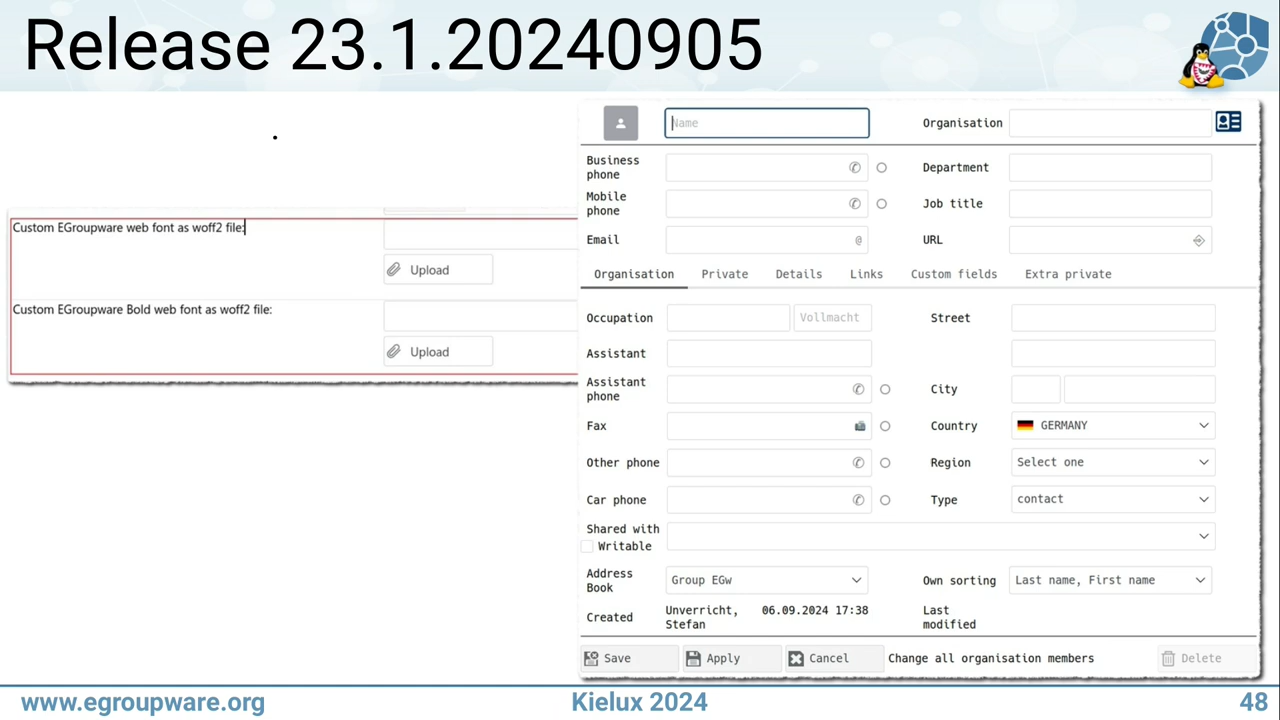 Release 23.1.20240905
.
Custom EGroupware web font as woff2 file:
Upload
Custom EGroupware Bold web font as woff2 file:
Upload
Name
Organisation
Business
phone
Department
Mobile
phone
Job title
Email
@
URL
Organisation Private Details Links Custom fields Extra private
Occupation
Vollmacht
Street
Assistant
Assistant
phone
City
Fax
Country
GERMANY
Other phone
Region
Select one
Car phone
Type
contact
Shared with
Writable
Address
Book
Group EGw
Own sorting
Last name, First name
Created
Unverricht,
Stefan
06.09.2024 17:38
Last
modified
Save Apply Cancel Change all organisation members Delete
www.egroupware.org Kielux 2024 48